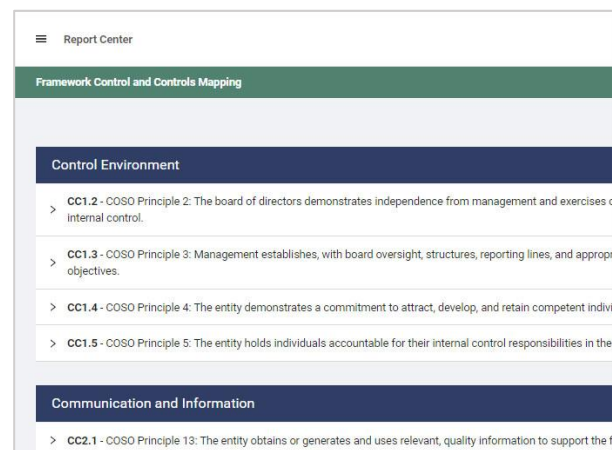 Report Center
Framework Control and Controls Mapping
Control Environment
CC1.2 - COSO Principle 2: The board of directors demonstrates independence from management and exercises
internal control.
CC1.3 - COSO Principle 3: Management establishes, with board oversight, structures, reporting lines, and
objectives.
CC1.4 - COSO Principle 4: The entity demonstrates a commitment to attract, develop, and retain competent
CC1.5 - COSO Principle 5: The entity holds individuals accountable for their internal control responsibilities in the
Communication and Information
CC2.1 - COSO Principle 13: The entity obtains or generates and uses relevant, quality information to support the